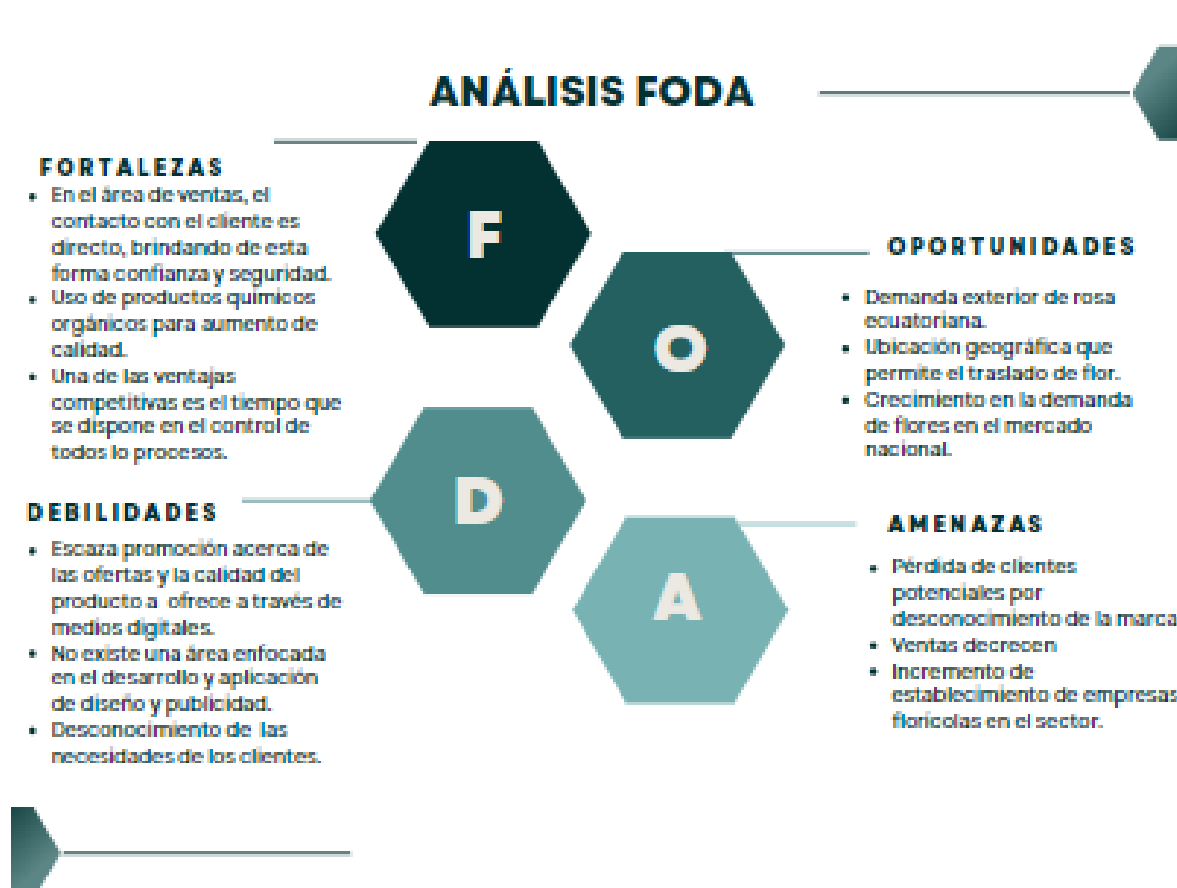 ANÁLISIS FODA
FORTALEZAS
• En el área de ventas, el
contacto con el cliente es
directo, brindando de esta
forma confianza y seguridad.
• Uso de productos químicos
orgánicos para aumento de
calidad.
• Una de las ventajas
competitivas es el tiempo que
se dispone en el control de
todos lo procesos.
F
OPORTUNIDADES
• Demanda exterior de rosa
ecuatoriana.
• Ubicación geográfica que
permite el traslado de flor.
• Crecimiento en la demanda
de flores en el mercado
nacional.
O
DEBILIDADES
• Escaza promoción acerca de
las ofertas y la calidad del
producto a ofrece a través de
medios digitales.
• No existe una área enfocada
en el desarrollo y aplicación
de diseño y publicidad.
• Desconocimiento de las
necesidades de los clientes.
D
AMENAZAS
• Pérdida de clientes
potenciales por
desconocimiento de la marca
• Ventas decrecen
• Incremento de
establecimiento de empresas
florícolas en el sector.
A